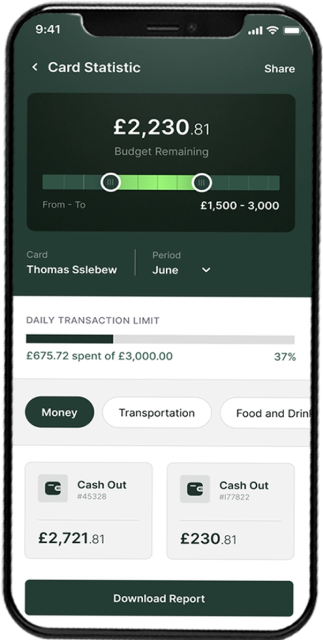 9:41
Card Statistic
Share
£2,230.81
Budget Remaining
From - To
£1,500 - 3,000
Card
Period
Thomas Sslebew
June
DAILY TRANSACTION LIMIT
£675.72 spent of £3,000.00
37%
Money
Transportation
Food and Drin
Cash Out
#45328
Cash Out
#I77822
£2,721.81
£230.81
Download Report